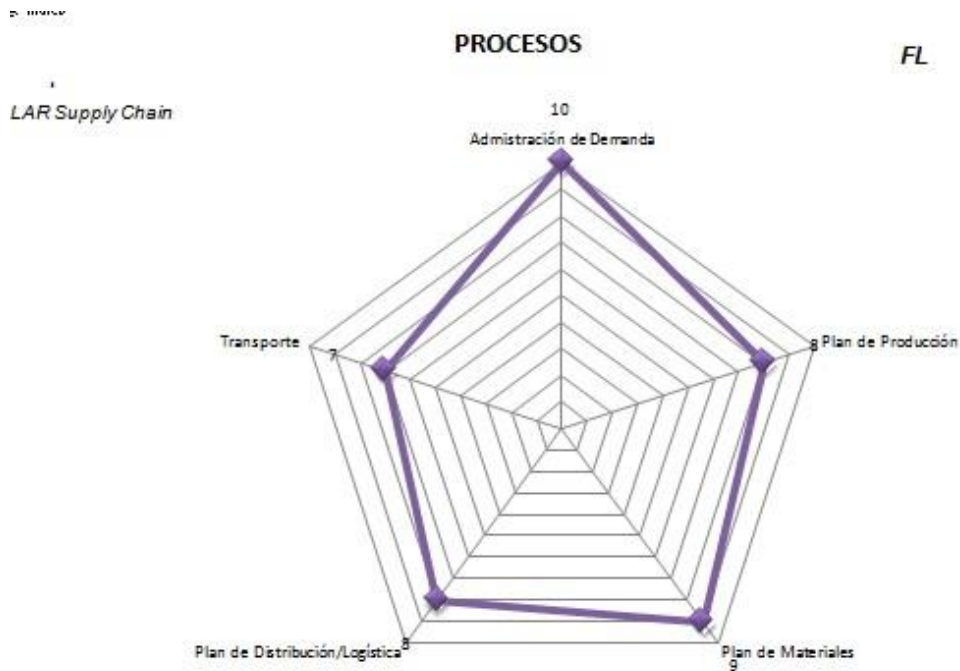 PROCESOS
FL
LAR Supply Chain
10
Admistración de Demanda
Transporte
7
8
Plan de Producción
Plan de Distribución/Logística
8
Plan de Materiales
9